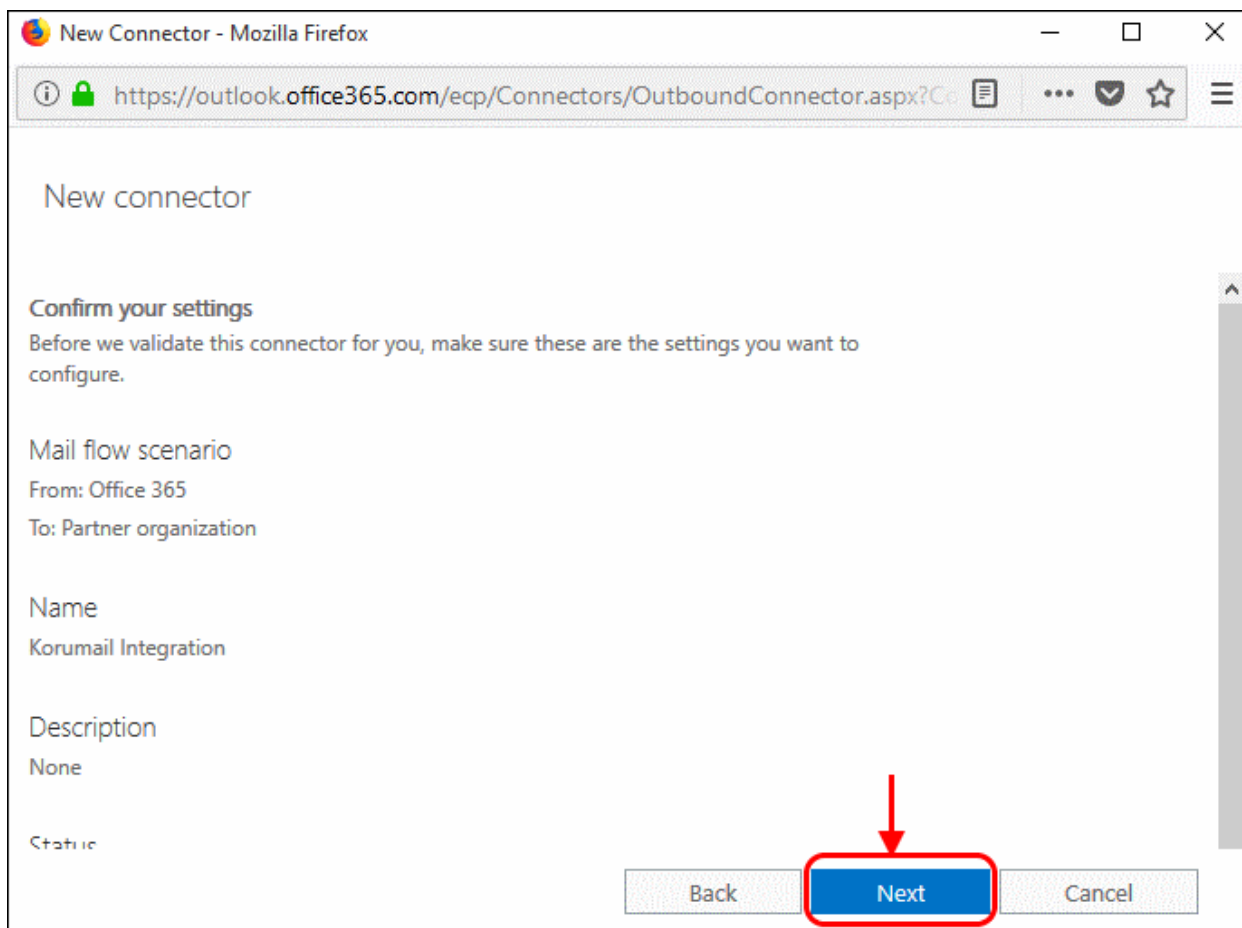 New Connector - Mozilla Firefox
https://outlook.office365.com/ecp/Connectors/OutboundConnector.aspx?Co
New connector
Confirm your settings
Before we validate this connector for you, make sure these are the settings you want to
configure.
Mail flow scenario
From: Office 365
To: Partner organization
Name
Korumail Integration
Description
None
Status
Back Next Cancel